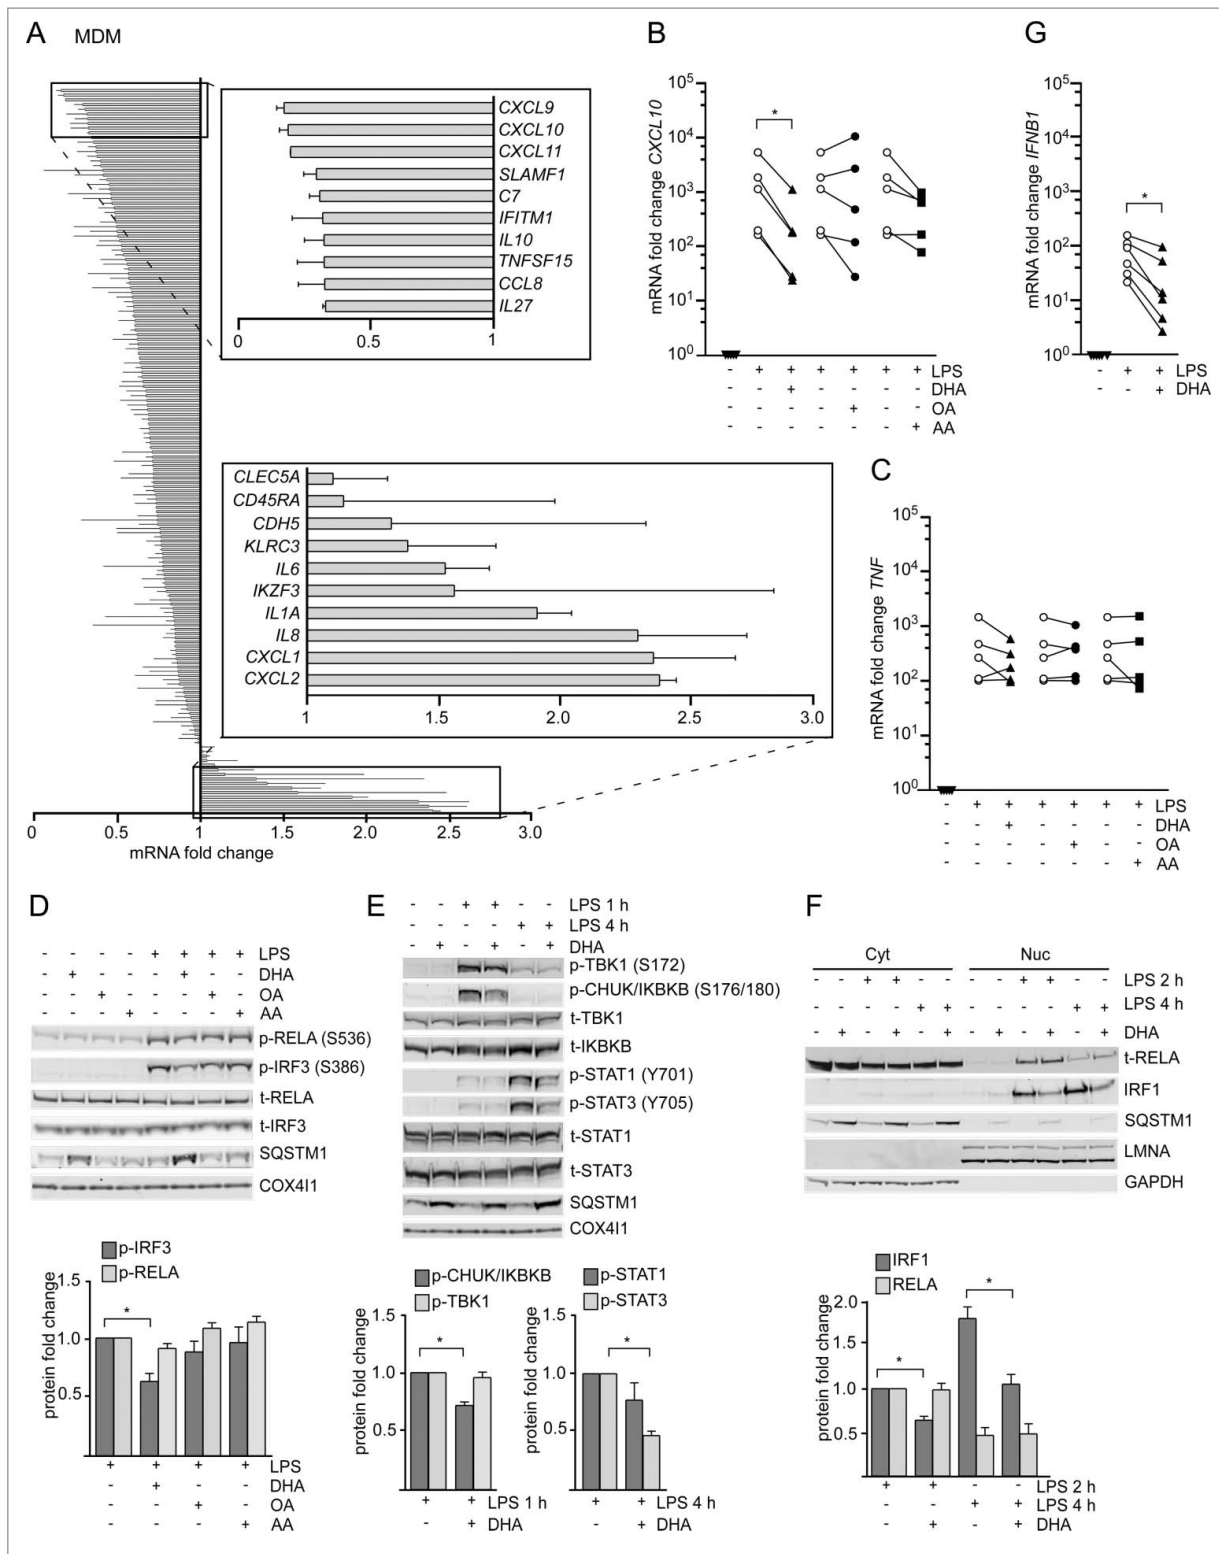 A MDM
CXCL9
CXCL10
CXCL11
SLAMF1
C7
IFITM1
IL10
TNFSF15
CCL8
IL27
0 0.5 1
CLEC5A
CD45RA
CDH5
KLRC3
IL6
IKZF3
IL1A
IL8
CXCL1
CXCL2
1 1.5 2.0 2.5 3.0
0 0.5 1 1.5 2.0 2.5 3.0
mRNA fold change
B
mRNA fold change CXCL10
10^5
10^4
10^3
10^2
10^1
10^0
*
- + + + + + + LPS
- - + - - - - DHA
- - - - + - - OA
- - - - - - + AA
G
mRNA fold change IFNB1
10^5
10^4
10^3
10^2
10^1
10^0
*
- + + LPS
- - + DHA
C
mRNA fold change TNF
10^5
10^4
10^3
10^2
10^1
10^0
- + + + + + + LPS
- - + - - - - DHA
- - - - + - - OA
- - - - - - + AA
D
- - - - + + + + LPS
- + - - - + - - DHA
- - + - - - + - OA
- - - + - - - + AA
p-RELA (S536)
p-IRF3 (S386)
t-RELA
t-IRF3
SQSTM1
COX4I1
p-IRF3
p-RELA
protein fold change
1.5
1.0
0.5
*
+ + + + LPS
- + - - DHA
- - + - OA
- - - + AA
E
- - + + - - LPS 1 h
- - - - + + LPS 4 h
- + - + - + DHA
p-TBK1 (S172)
p-CHUK/IKBKB (S176/180)
t-TBK1
t-IKBKB
p-STAT1 (Y701)
p-STAT3 (Y705)
t-STAT1
t-STAT3
SQSTM1
COX4I1
p-CHUK/IKBKB
p-TBK1
protein fold change
1.0
0.5
*
+ + LPS 1 h
- + DHA
p-STAT1
p-STAT3
protein fold change
1.0
0.5
*
+ + LPS 4 h
- + DHA
F
Cyt Nuc
- - + + - - - - + + - - LPS 2 h
- - - - + + - - - - + + LPS 4 h
- + - + - + - + - + - + DHA
t-RELA
IRF1
SQSTM1
LMNA
GAPDH
IRF1
RELA
protein fold change
2.0
1.5
1.0
0.5
* *
+ + - - LPS 2 h
- - + + LPS 4 h
- + - + DHA